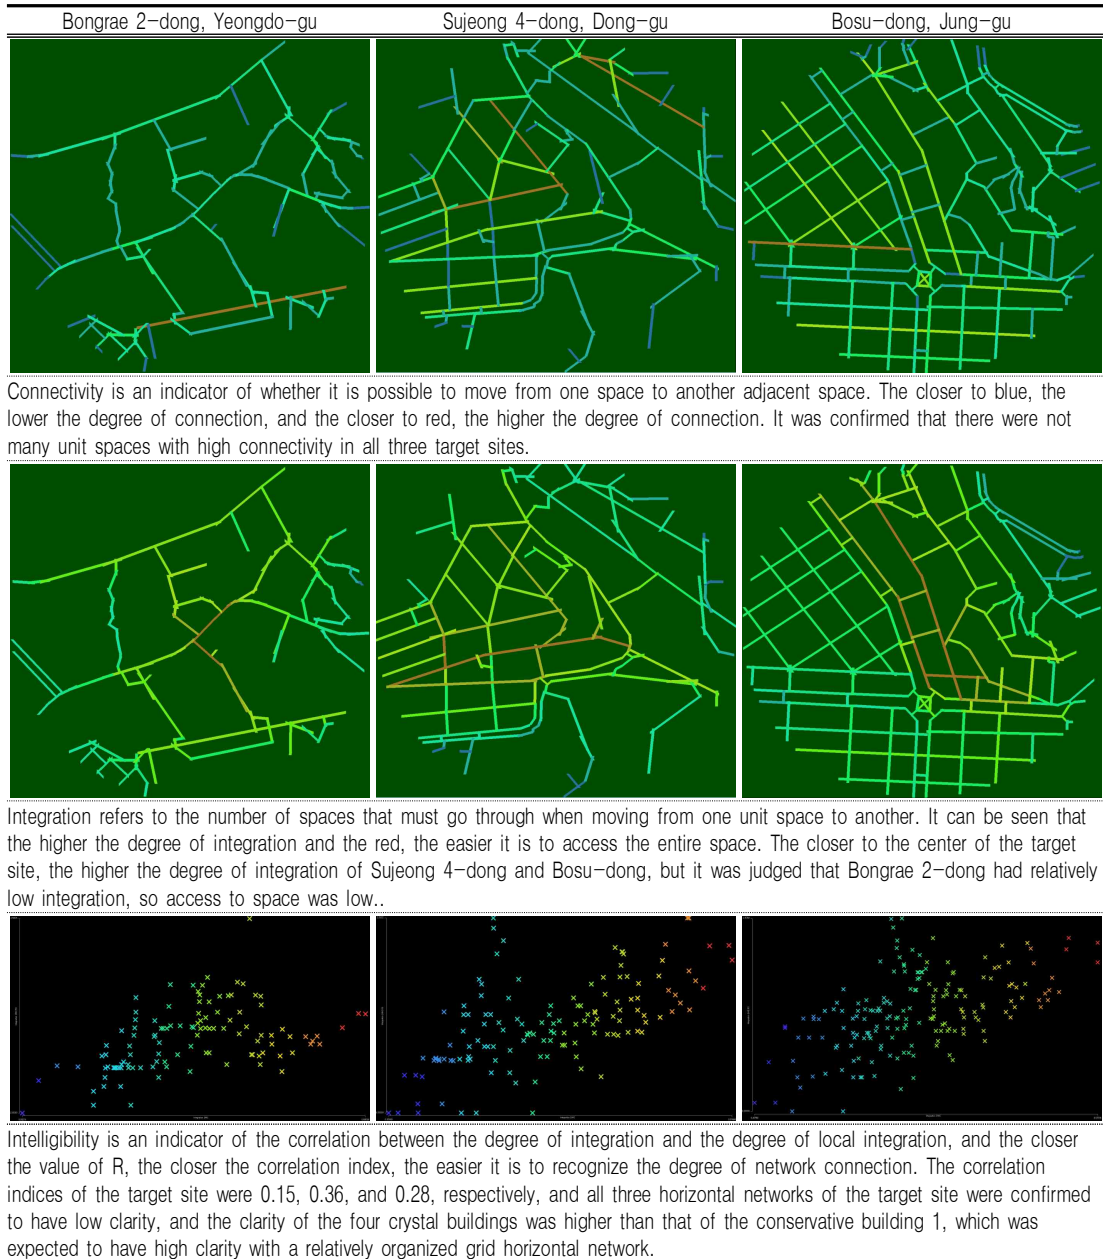 Bongrae 2-dong, Yeongdo-gu
Sujeong 4-dong, Dong-gu
Bosu-dong, Jung-gu
Connectivity is an indicator of whether it is possible to move from one space to another adjacent space. The closer to blue, the
lower the degree of connection, and the closer to red, the higher the degree of connection. It was confirmed that there were not
many unit spaces with high connectivity in all three target sites.
Integration refers to the number of spaces that must go through when moving from one unit space to another. It can be seen that
the higher the degree of integration and the red, the easier it is to access the entire space. The closer to the center of the target
site, the higher the degree of integration of Sujeong 4-dong and Bosu-dong, but it was judged that Bongrae 2-dong had relatively
low integration, so access to space was low..
Intelligibility is an indicator of the correlation between the degree of integration and the degree of local integration, and the closer
the value of R, the closer the correlation index, the easier it is to recognize the degree of network connection. The correlation
indices of the target site were 0.15, 0.36, and 0.28, respectively, and all three horizontal networks of the target site were confirmed
to have low clarity, and the clarity of the four crystal buildings was higher than that of the conservative building 1, which was
expected to have high clarity with a relatively organized grid horizontal network.